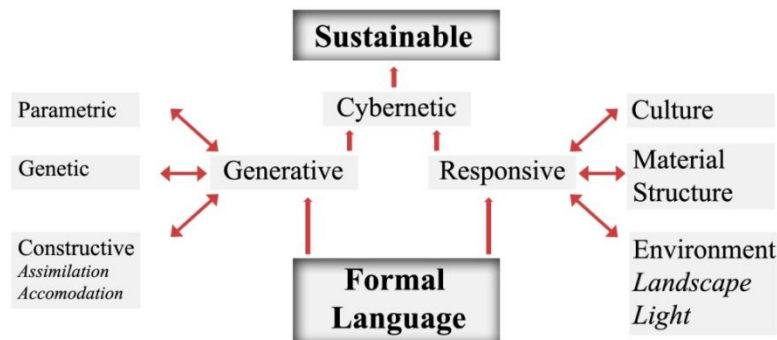 Sustainable
Cybernetic
Parametric
Genetic
Constructive
Assimilation
Accomodation
Generative
Responsive
Culture
Material
Structure
Environment
Landscape
Light
Formal
Language